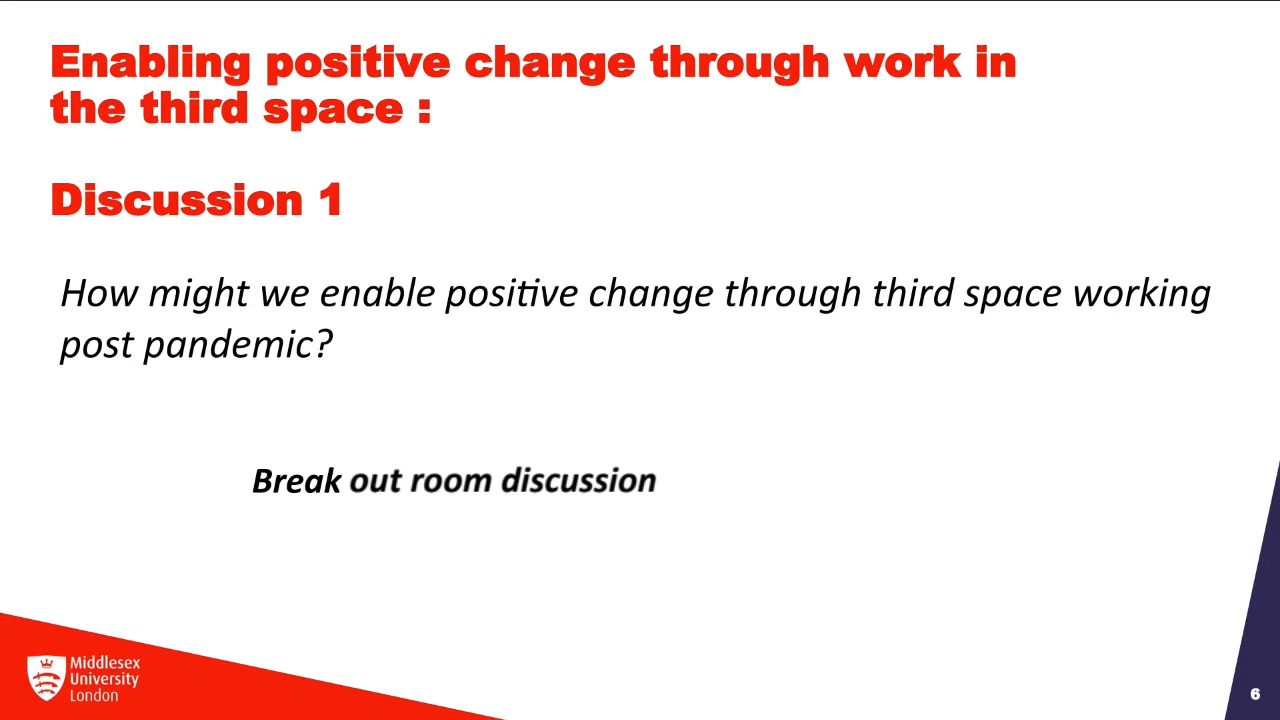 Enabling positive change through work in
the third space :
Discussion 1
How might we enable positive change through third space working
post pandemic?
Break out room discussion
Middlesex
University
London
6